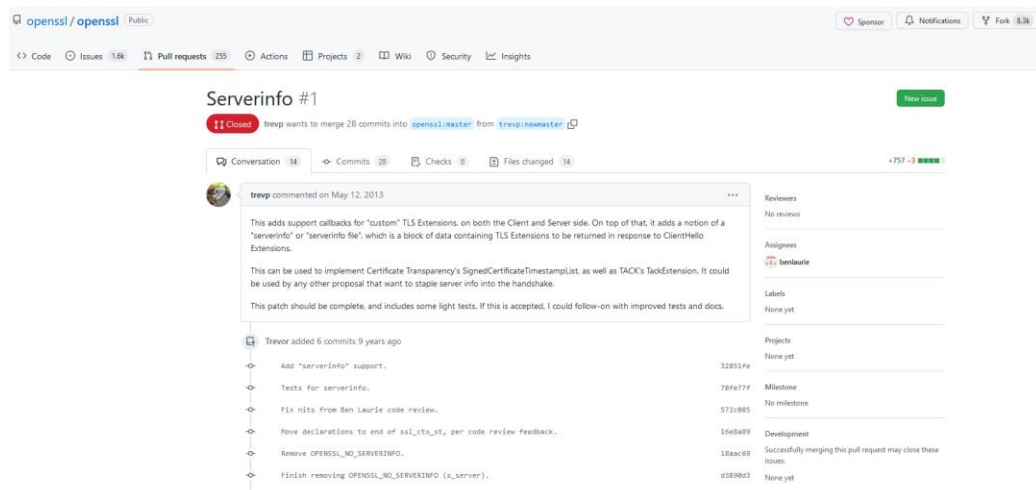 openssl / openssl Public
Sponsor Notifications Fork 8.3k
Code Issues 1.6k Pull requests 255 Actions Projects 2 Wiki Security Insights
Serverinfo #1
New issue
Closed trevp wants to merge 28 commits into openssl:master from trevp:newmaster
Conversation 14 Commits 28 Checks 0 Files changed 14
+757 −3
trevp commented on May 12, 2013
This adds support callbacks for "custom" TLS Extensions, on both the Client and Server side. On top of that, it adds a notion of a
"serverinfo" or "serverinfo file", which is a block of data containing TLS Extensions to be returned in response to ClientHello
Extensions.
This can be used to implement Certificate Transparency's SignedCertificateTimestampList, as well as TACK's TackExtension. It could
be used by any other proposal that want to staple server info into the handshake.
This patch should be complete, and includes some light tests. If this is accepted, I could follow-on with improved tests and docs.
Trevor added 6 commits 9 years ago
Add "serverinfo" support. 32851fe
Tests for serverinfo. 78fe77f
Fix nits from Ben Laurie code review. 572c085
Move declarations to end of ssl_ctx_st, per code review feedback. 16e8a89
Remove OPENSSL_NO_SERVERINFO. 18aac69
Finish removing OPENSSL_NO_SERVERINFO (s_server). d3890d3
Reviewers
No reviews
Assignees
benlaurie
Labels
None yet
Projects
None yet
Milestone
No milestone
Development
Successfully merging this pull request may close these
issues.
None yet